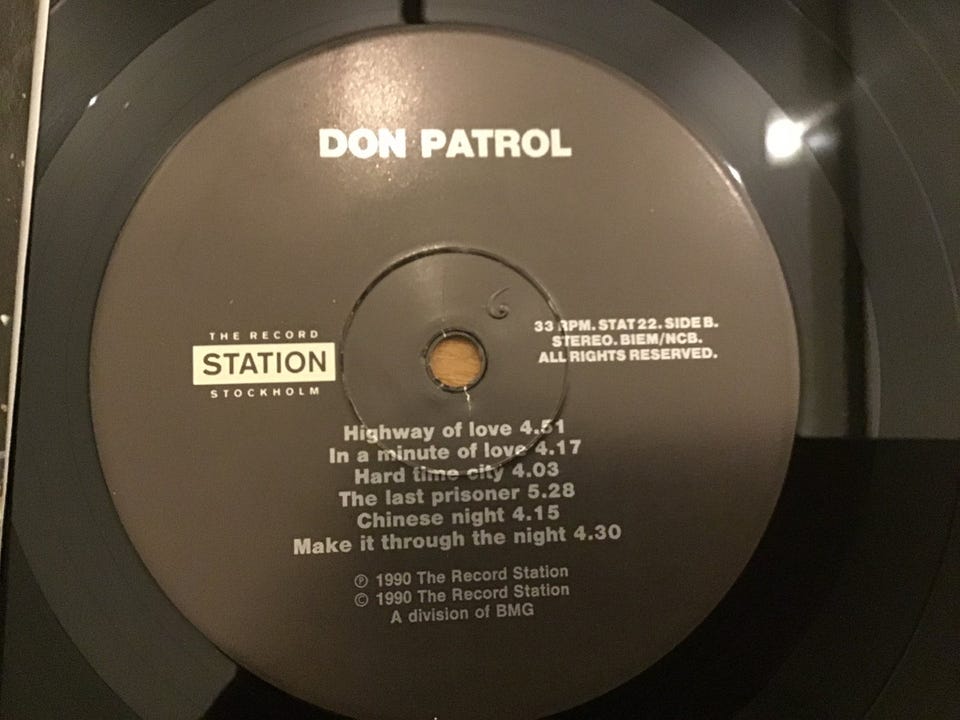 DON PATROL
THE RECORD
STATION
STOCKHOLM
33 RPM. STAT 22. SIDE B.
STEREO. BIEM/NCB.
ALL RIGHTS RESERVED.
6
Highway of love 4.51
In a minute of love 4.17
Hard time city 4.03
The last prisoner 5.28
Chinese night 4.15
Make it through the night 4.30
℗ 1990 The Record Station
© 1990 The Record Station
A division of BMG